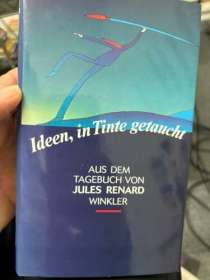 Ideen, in Tinte getaucht
AUS DEM
TAGEBUCH VON
JULES RENARD
WINKLER